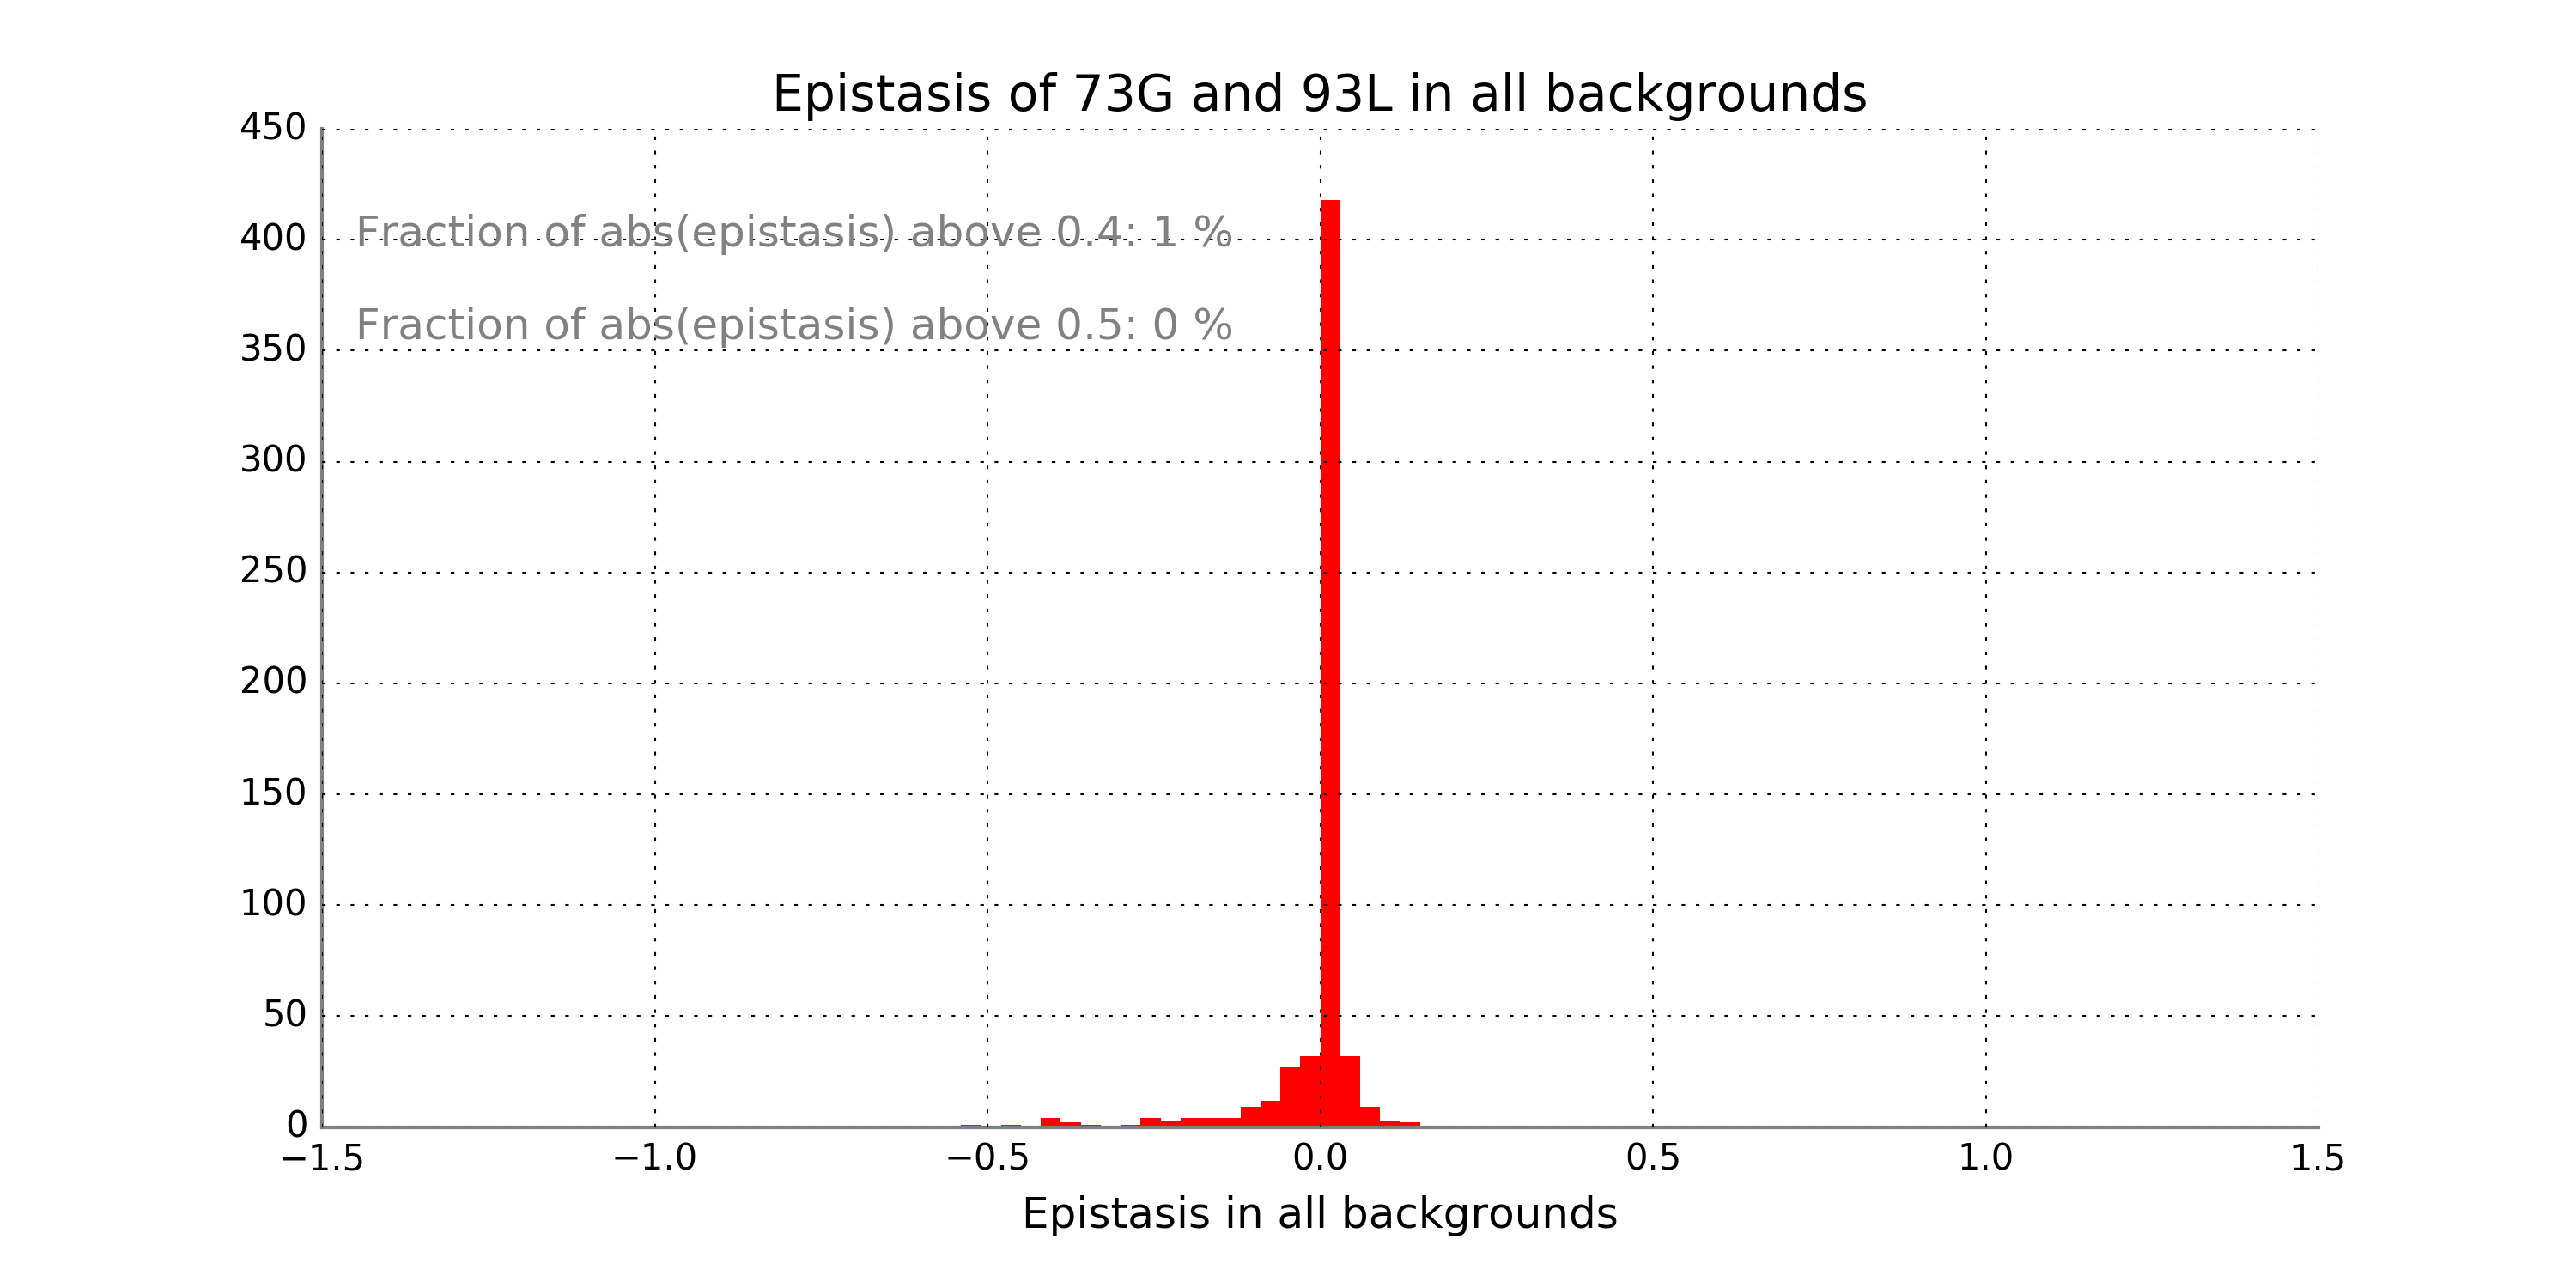 Epistasis of 73G and 93L in all backgrounds
450
400
350
300
250
200
150
100
50
0
Fraction of abs(epistasis) above 0.4: 1 %
Fraction of abs(epistasis) above 0.5: 0 %
−1.5 −1.0 −0.5 0.0 0.5 1.0 1.5
Epistasis in all backgrounds